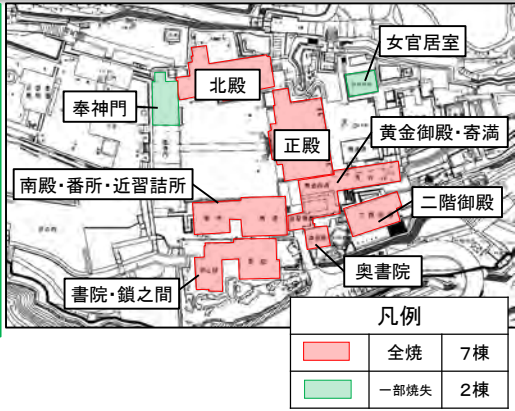 女官居室
北殿
奉神門
正殿
黄金御殿・寄満
南殿・番所・近習詰所
二階御殿
奥書院
書院・鎖之間
凡例
全焼 7棟
一部焼失 2棟